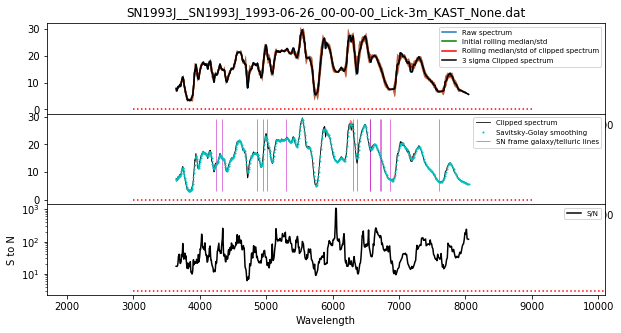 SN1993J__SN1993J_1993-06-26_00-00-00_Lick-3m_KAST_None.dat
30
20
10
0
Raw spectrum
Initial rolling median/std
Rolling median/std of clipped spectrum
3 sigma Clipped spectrum
30
20
10
0
Clipped spectrum
Savitsky-Golay smoothing
SN frame galaxy/telluric lines
10³
10²
10¹
S to N
S/N
2000 3000 4000 5000 6000 7000 8000 9000 10000
Wavelength